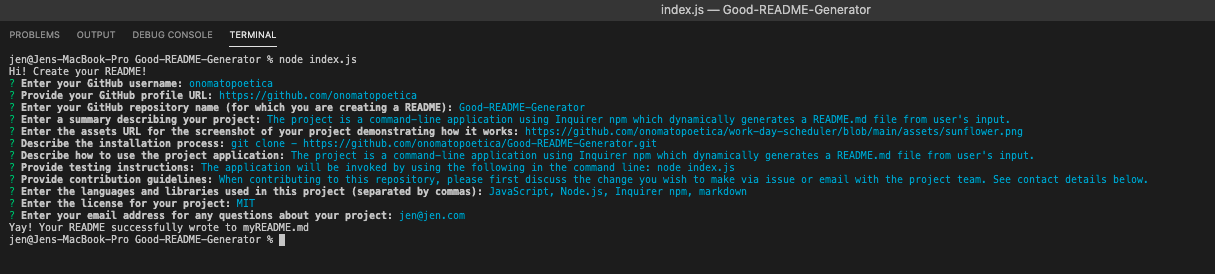 index.js — Good-README-Generator
PROBLEMS OUTPUT DEBUG CONSOLE TERMINAL
jen@Jens-MacBook-Pro Good-README-Generator % node index.js
Hi! Create your README!
? Enter your GitHub username: onomatopoetica
? Provide your GitHub profile URL: https://github.com/onomatopoetica
? Enter your GitHub repository name (for which you are creating a README): Good-README-Generator
? Enter a summary describing your project: The project is a command-line application using Inquirer npm which dynamically generates a README.md file from user's input.
? Enter the assets URL for the screenshot of your project demonstrating how it works: https://github.com/onomatopoetica/work-day-scheduler/blob/main/assets/sunflower.png
? Describe the installation process: git clone - https://github.com/onomatopoetica/Good-README-Generator.git
? Describe how to use the project application: The project is a command-line application using Inquirer npm which dynamically generates a README.md file from user's input.
? Provide testing instructions: The application will be invoked by using the following in the command line: node index.js
? Provide contribution guidelines: When contributing to this repository, please first discuss the change you wish to make via issue or email with the project team. See contact details below.
? Enter the languages and libraries used in this project (separated by commas): JavaScript, Node.js, Inquirer npm, markdown
? Enter the license for your project: MIT
? Enter your email address for any questions about your project: jen@jen.com
Yay! Your README successfully wrote to myREADME.md
jen@Jens-MacBook-Pro Good-README-Generator %